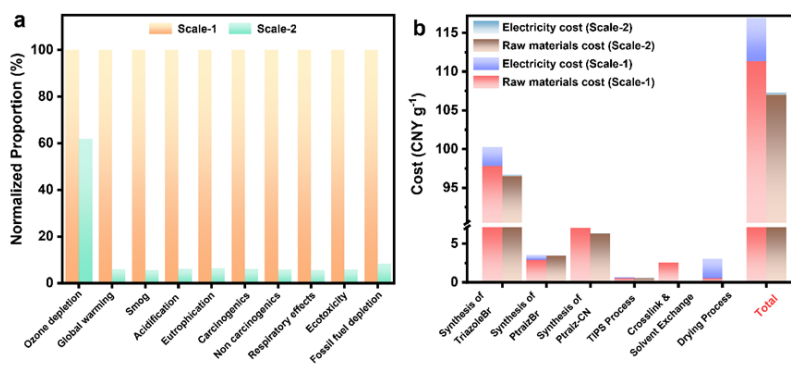 a
Scale-1
Scale-2
Normalized Proportion (%)
100
80
60
40
20
0
Ozone depletion
Global warming
Smog
Acidification
Eutrophication
Carcinogenics
Non carcinogenics
Respiratory effects
Ecotoxicity
Fossil fuel depletion
b
Electricity cost (Scale-2)
Raw materials cost (Scale-2)
Electricity cost (Scale-1)
Raw materials cost (Scale-1)
Cost (CNY g⁻¹)
115
110
105
100
95
5
0
Synthesis of
TriazoleBr
Synthesis of
PtraizBr
Synthesis of
Ptraiz-CN
TIPS Process
Crosslink &
Solvent Exchange
Drying Process
Total